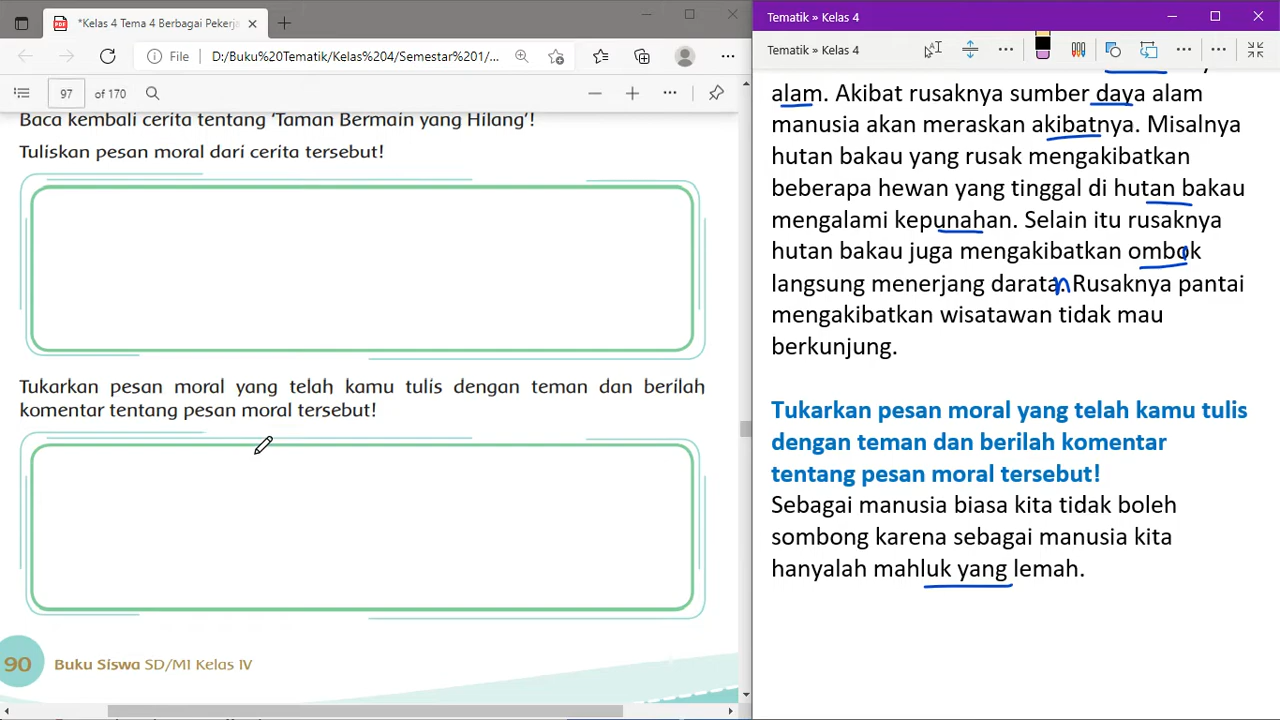 *Kelas 4 Tema 4 Berbagai Pekerja
File
D:/Buku%20Tematik/Kelas%204/Semestar%201/...
97 of 170
Baca kembali cerita tentang 'Taman Bermain yang Hilang'!
Tuliskan pesan moral dari cerita tersebut!
Tukarkan pesan moral yang telah kamu tulis dengan teman dan berilah
komentar tentang pesan moral tersebut!
90 Buku Siswa SD/MI Kelas IV
Tematik » Kelas 4
Tematik » Kelas 4
alam. Akibat rusaknya sumber daya alam
manusia akan meraskan akibatnya. Misalnya
hutan bakau yang rusak mengakibatkan
beberapa hewan yang tinggal di hutan bakau
mengalami kepunahan. Selain itu rusaknya
hutan bakau juga mengakibatkan ombok
langsung menerjang daratan Rusaknya pantai
mengakibatkan wisatawan tidak mau
berkunjung.
Tukarkan pesan moral yang telah kamu tulis
dengan teman dan berilah komentar
tentang pesan moral tersebut!
Sebagai manusia biasa kita tidak boleh
sombong karena sebagai manusia kita
hanyalah mahluk yang lemah.